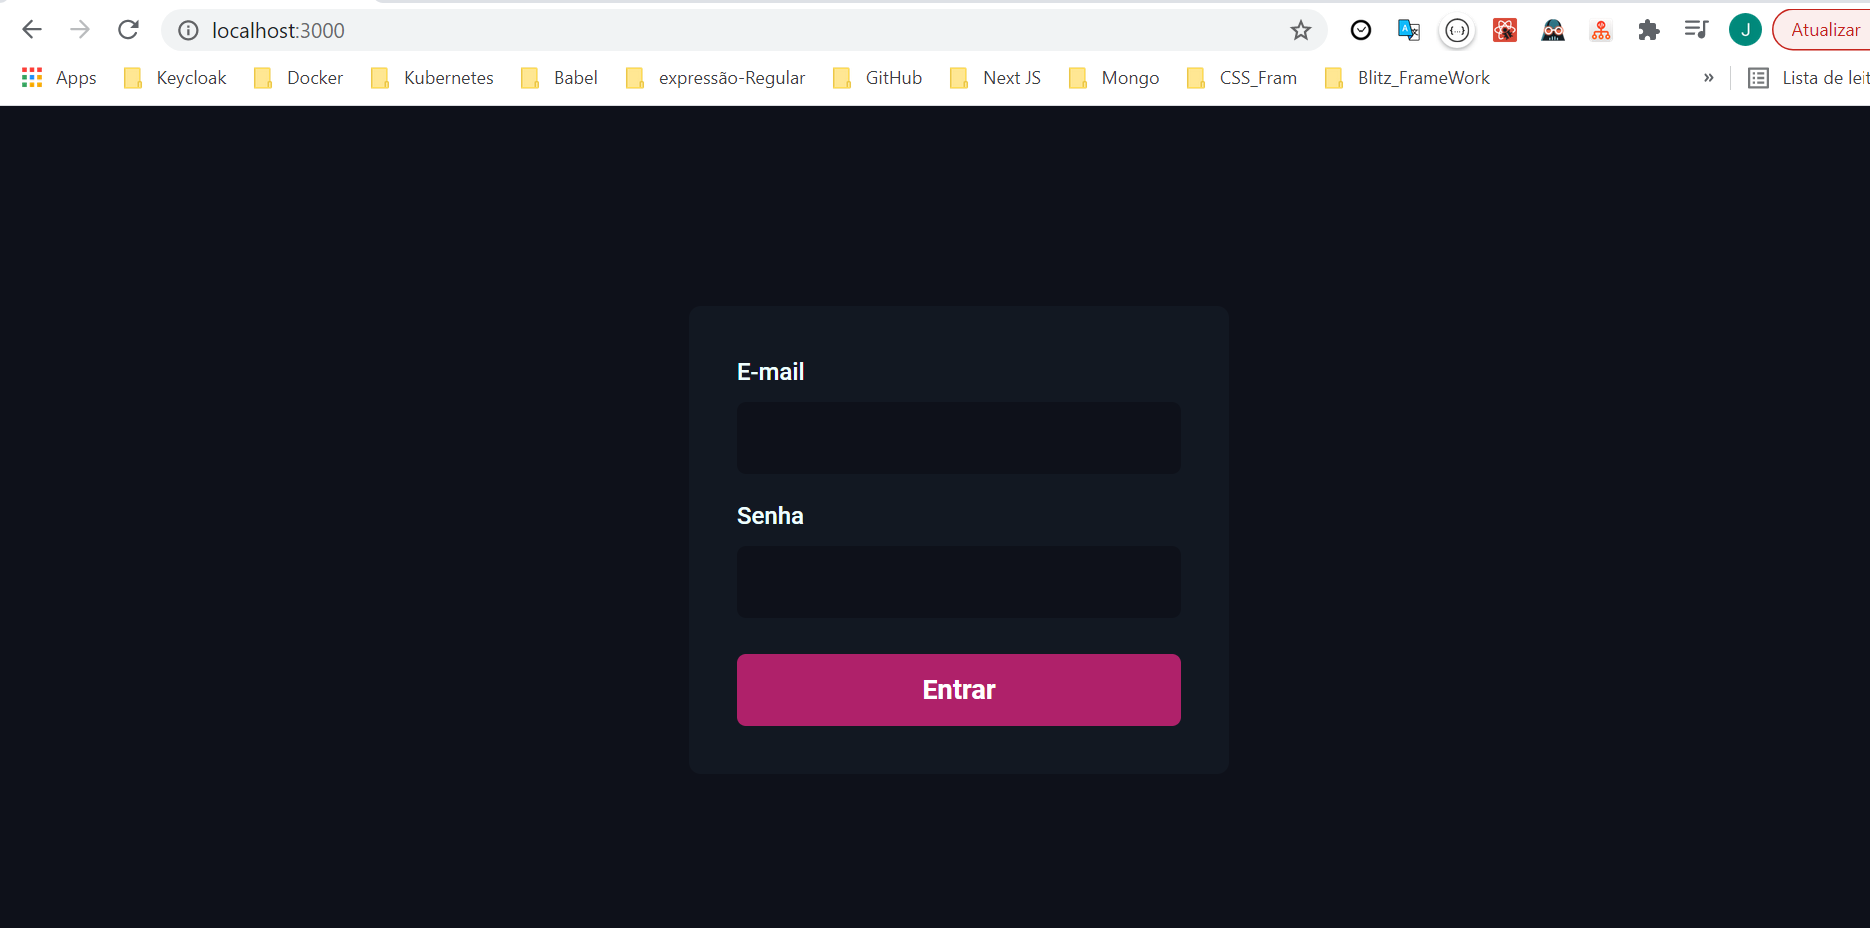 localhost:3000
J
Atualizar
Apps Keycloak Docker Kubernetes Babel expressão-Regular GitHub Next JS Mongo CSS_Fram Blitz_FrameWork » Lista de leit
E-mail
Senha
Entrar